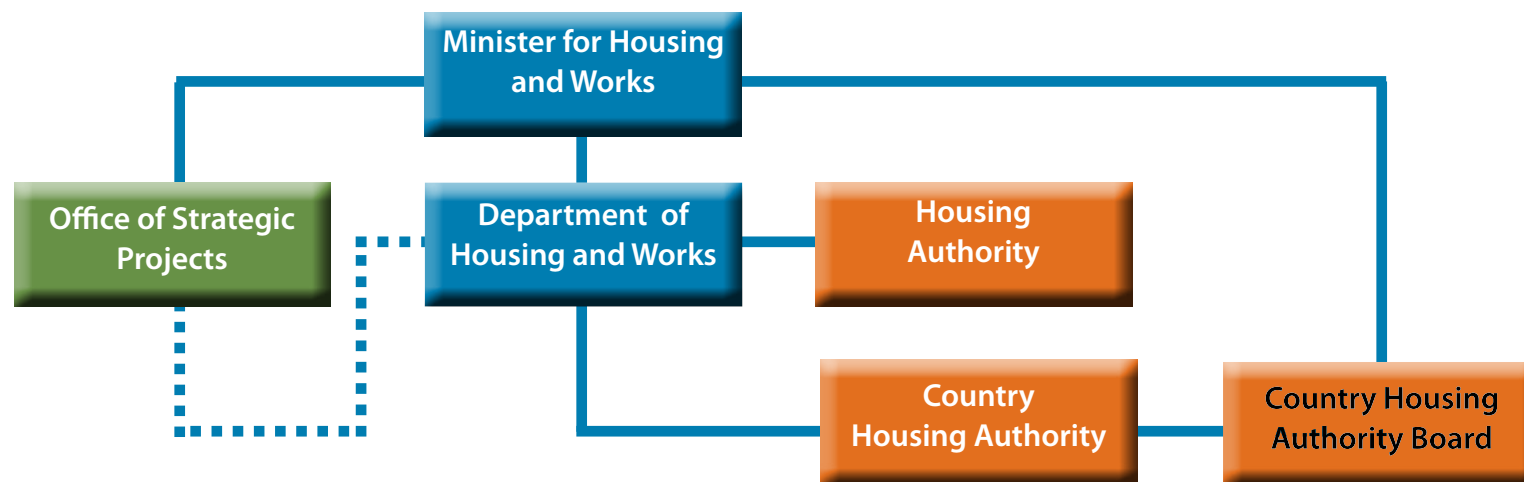 Minister for Housing
and Works
Office of Strategic
Projects
Department of
Housing and Works
Housing
Authority
Country
Housing Authority
Country Housing
Authority Board